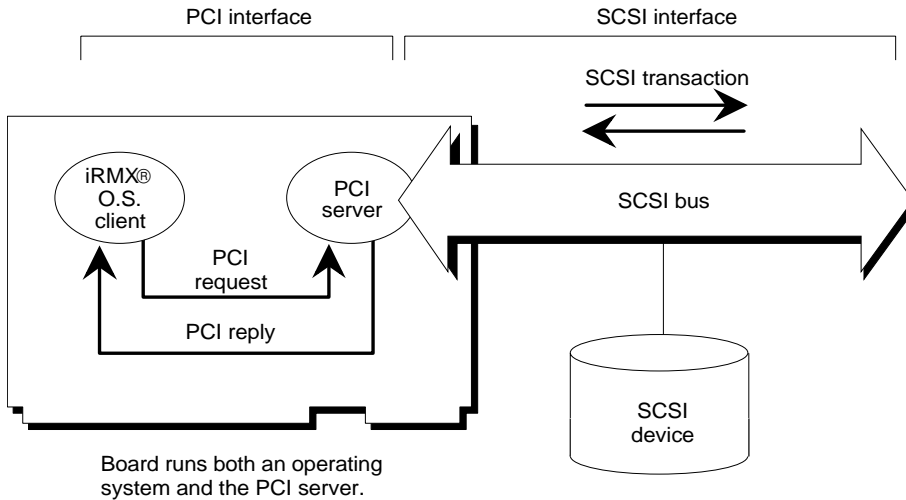 PCI interface
SCSI interface
SCSI transaction
iRMX®
O.S.
client
PCI
server
SCSI bus
PCI
request
PCI reply
SCSI
device
Board runs both an operating
system and the PCI server.